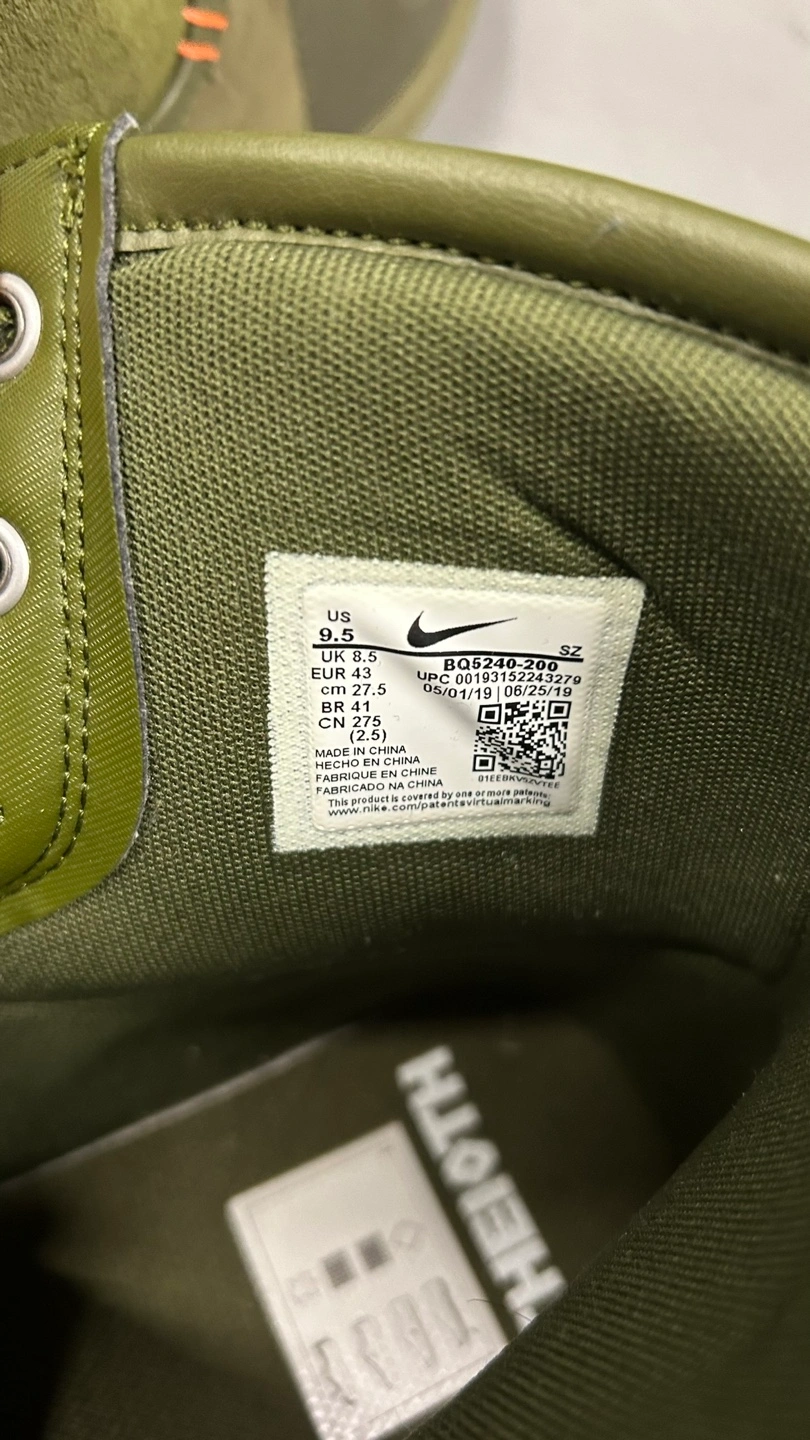 US
9.5
SZ
UK 8.5
BQ5240-200
EUR 43
UPC 00193152243279
cm 27.5
05/01/19 | 06/25/19
BR 41
CN 275
(2.5)
MADE IN CHINA
HECHO EN CHINA
FABRIQUE EN CHINE
FABRICADO NA CHINA
This product is covered by one or more patents:
www.nike.com/patentsvirtualmarking